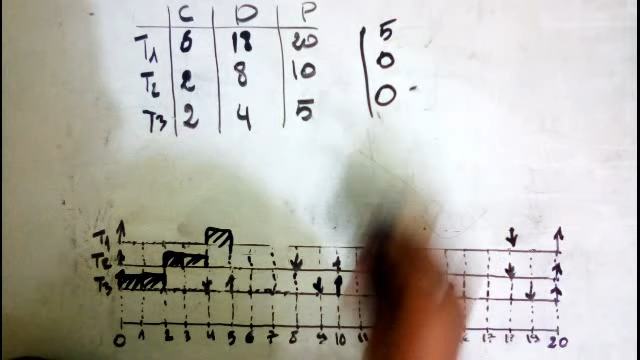 C D P
T1 6 18 20 5
T2 2 8 10 0
T3 2 4 5 0
T1
T2
T3
0 1 2 3 4 5 6 7 8 9 10 17 18 19 20